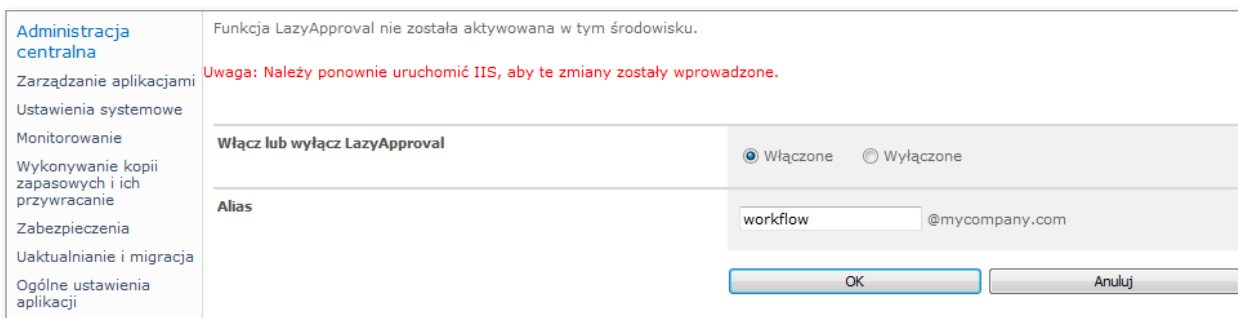 Administracja
centralna
Zarządzanie aplikacjami
Ustawienia systemowe
Monitorowanie
Wykonywanie kopii
zapasowych i ich
przywracanie
Zabezpieczenia
Uaktualnianie i migracja
Ogólne ustawienia
aplikacji
Funkcja LazyApproval nie została aktywowana w tym środowisku.
Uwaga: Należy ponownie uruchomić IIS, aby te zmiany zostały wprowadzone.
Włącz lub wyłącz LazyApproval
Włączone Wyłączone
Alias
workflow @mycompany.com
OK Anuluj